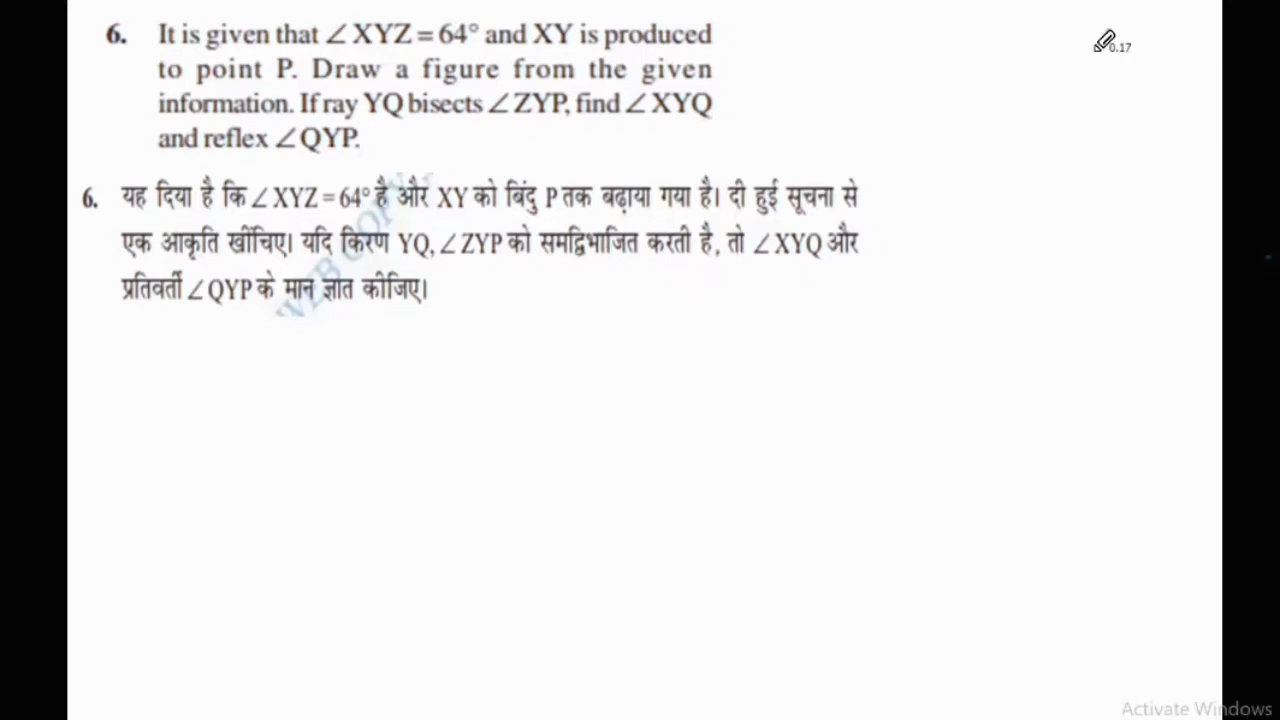 6. It is given that ∠XYZ = 64° and XY is produced
to point P. Draw a figure from the given
information. If ray YQ bisects ∠ZYP, find ∠XYQ
and reflex ∠QYP.
6. यह दिया है कि ∠XYZ = 64° है और XY को बिंदु P तक बढ़ाया गया है। दी हुई सूचना से
एक आकृति खींचिए। यदि किरण YQ, ∠ZYP को समद्विभाजित करती है, तो ∠XYQ और
प्रतिवर्ती ∠QYP के मान ज्ञात कीजिए।
0.17
WEB COPY
Activate Windows